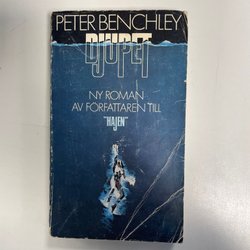 PETER BENCHLEY
DJUPET
NY ROMAN
AV FÖRFATTAREN TILL
"HAJEN"